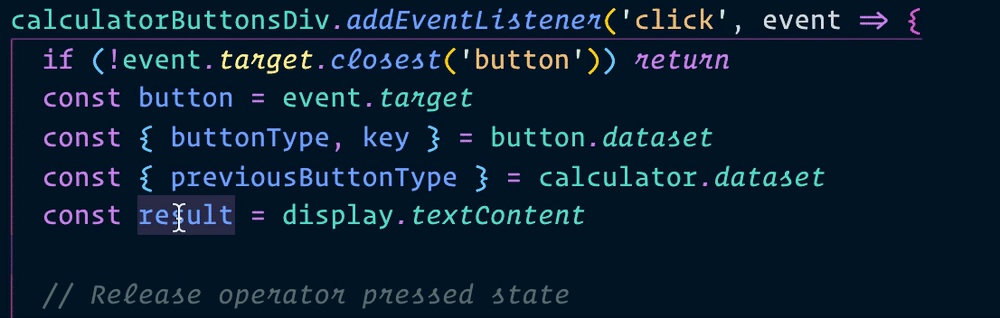 calculatorButtonsDiv.addEventListener('click', event => {
if (!event.target.closest('button')) return
const button = event.target
const { buttonType, key } = button.dataset
const { previousButtonType } = calculator.dataset
const result = display.textContent
// Release operator pressed state